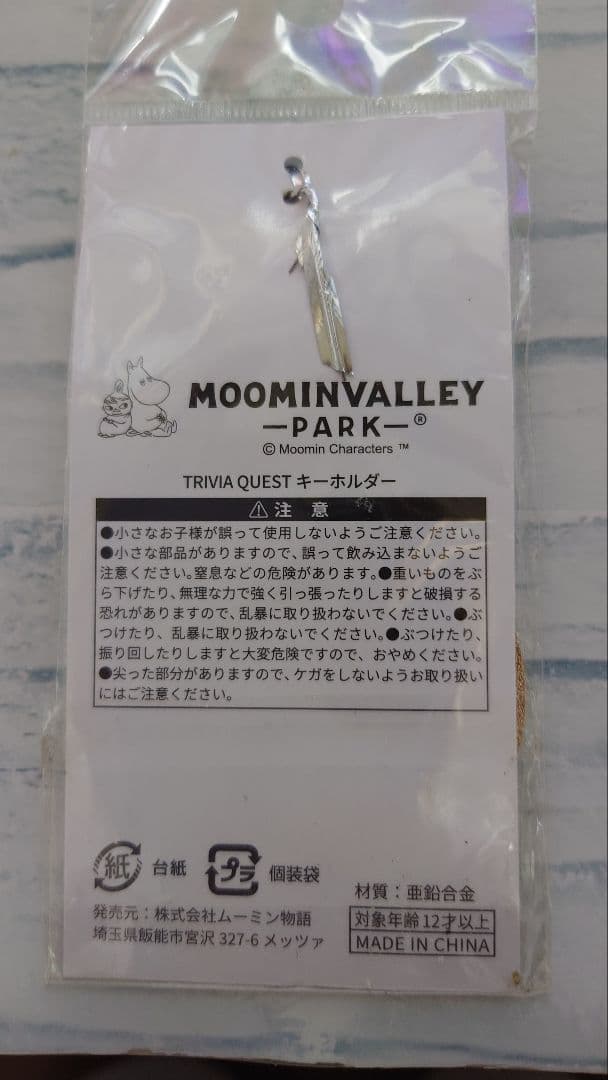 MOOMINVALLEY
PARK®
© Moomin Characters ™
TRIVIA QUEST キーホルダー
⚠注 意
●小さなお子様が誤って使用しないようご注意ください。
●小さな部品がありますので、誤って飲み込まないようご
注意ください。窒息などの危険があります。●重いものをぶ
ら下げたり、無理な力で強く引っ張ったりしますと破損する
恐れがありますので、乱暴に取り扱わないでください。●ぶ
つけたり、乱暴に取り扱わないでください。●ぶつけたり、
振り回したりしますと大変危険ですので、おやめください。
●尖った部分がありますので、ケガをしないようお取り扱い
にはご注意ください。
紙 台紙 プラ 個装袋
材質：亜鉛合金
発売元：株式会社ムーミン物語
埼玉県飯能市宮沢 327-6 メッツァ
対象年齢 12才以上
MADE IN CHINA